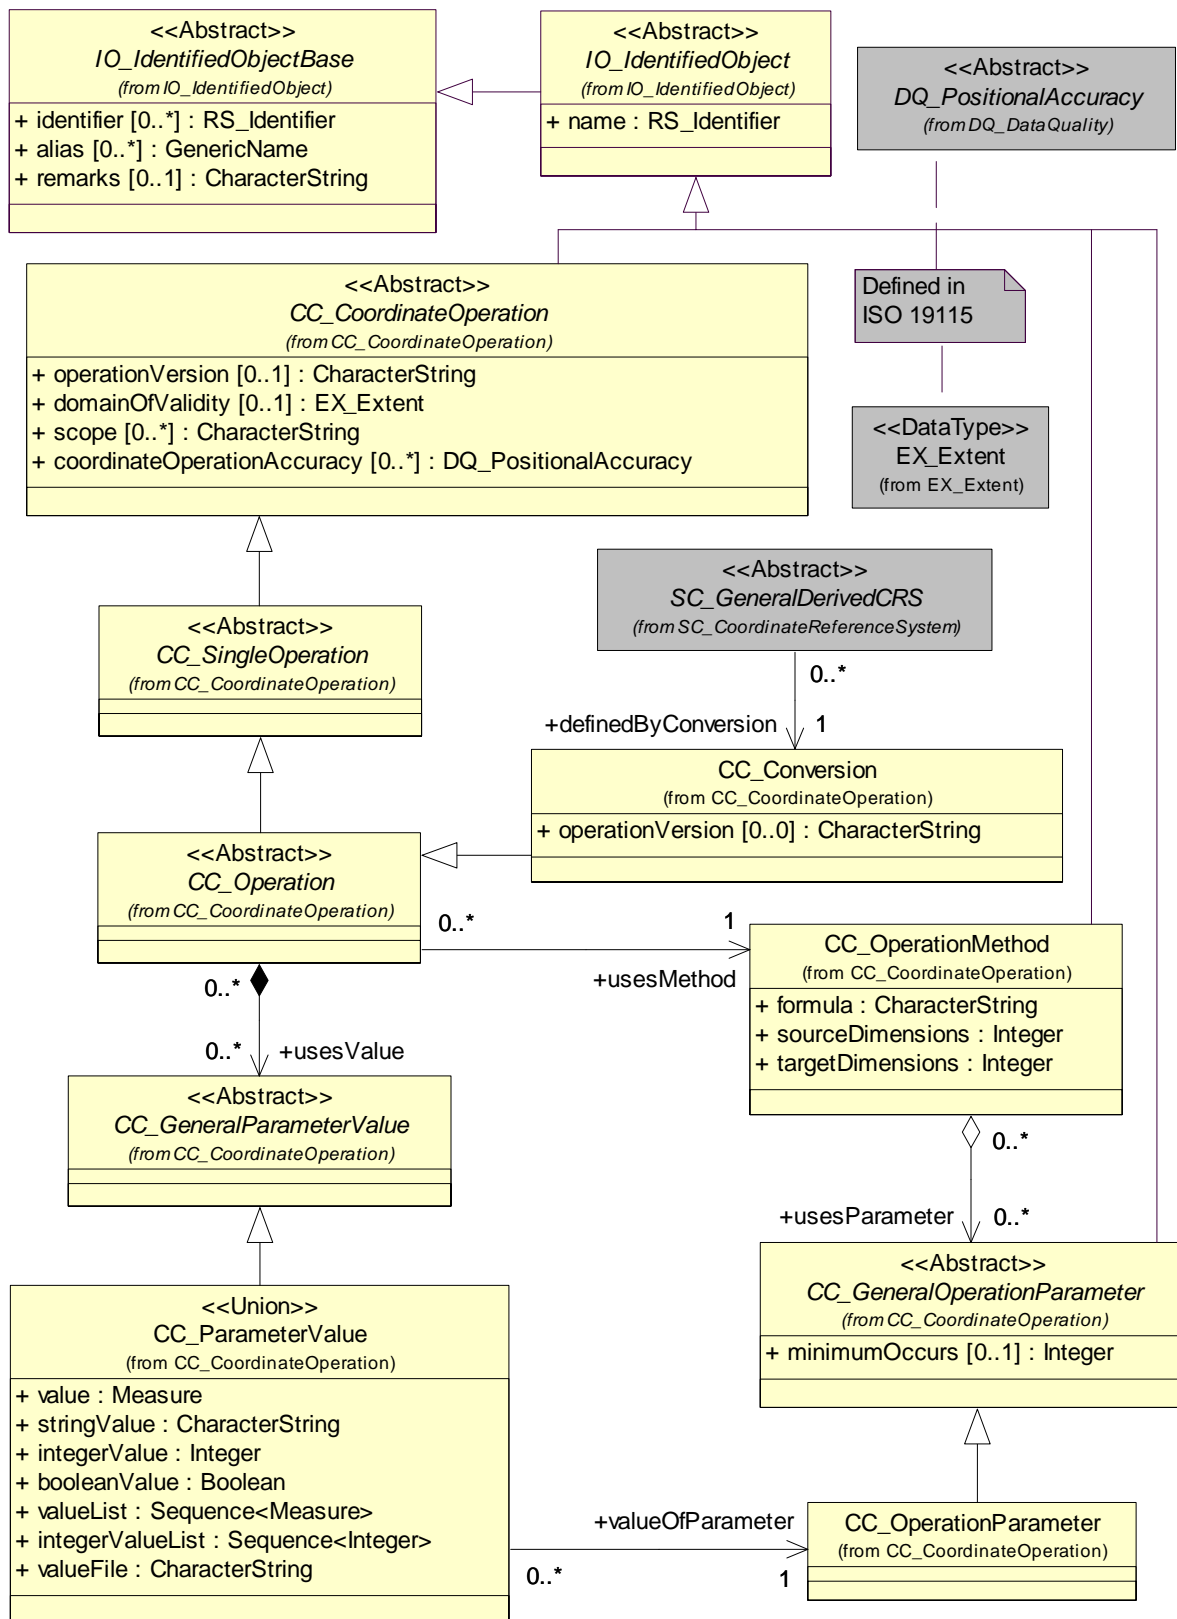 <<Abstract>>
IO_IdentifiedObjectBase
(from IO_IdentifiedObject)
+ identifier [0..*] : RS_Identifier
+ alias [0..*] : GenericName
+ remarks [0..1] : CharacterString
<<Abstract>>
IO_IdentifiedObject
(from IO_IdentifiedObject)
+ name : RS_Identifier
<<Abstract>>
DQ_PositionalAccuracy
(from DQ_DataQuality)
<<Abstract>>
CC_CoordinateOperation
(from CC_CoordinateOperation)
+ operationVersion [0..1] : CharacterString
+ domainOfValidity [0..1] : EX_Extent
+ scope [0..*] : CharacterString
+ coordinateOperationAccuracy [0..*] : DQ_PositionalAccuracy
Defined in
ISO 19115
<<DataType>>
EX_Extent
(from EX_Extent)
<<Abstract>>
SC_GeneralDerivedCRS
(from SC_CoordinateReferenceSystem)
<<Abstract>>
CC_SingleOperation
(from CC_CoordinateOperation)
0..*
+definedByConversion
1
CC_Conversion
(from CC_CoordinateOperation)
+ operationVersion [0..0] : CharacterString
<<Abstract>>
CC_Operation
(from CC_CoordinateOperation)
0..*
1
+usesMethod
CC_OperationMethod
(from CC_CoordinateOperation)
+ formula : CharacterString
+ sourceDimensions : Integer
+ targetDimensions : Integer
0..*
0..*
+usesValue
<<Abstract>>
CC_GeneralParameterValue
(from CC_CoordinateOperation)
0..*
+usesParameter
0..*
<<Abstract>>
CC_GeneralOperationParameter
(from CC_CoordinateOperation)
+ minimumOccurs [0..1] : Integer
<<Union>>
CC_ParameterValue
(from CC_CoordinateOperation)
+ value : Measure
+ stringValue : CharacterString
+ integerValue : Integer
+ booleanValue : Boolean
+ valueList : Sequence<Measure>
+ integerValueList : Sequence<Integer>
+ valueFile : CharacterString
+valueOfParameter
0..*
1
CC_OperationParameter
(from CC_CoordinateOperation)